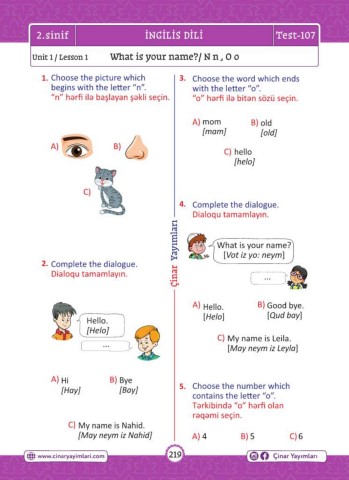 2.sinif
İNGİLİS DİLİ
Test-107
Unit 1 / Lesson 1
What is your name?/ N n , O o
1. Choose the picture which
begins with the letter “n”.
“n” hərfi ilə başlayan şəkli seçin.
A)
B)
C)
2. Complete the dialogue.
Dialoqu tamamlayın.
Hello.
[Helo]
...
A) Hi
[Hay]
B) Bye
[Bay]
C) My name is Nahid.
[May neym iz Nahid]
Çinar Yayımları
3. Choose the word which ends
with the letter “o”.
“o” hərfi ilə bitən sözü seçin.
A) mom
[mam]
B) old
[old]
C) hello
[helo]
4. Complete the dialogue.
Dialoqu tamamlayın.
What is your name?
[Vot iz yo: neym]
...
A) Hello.
[Helo]
B) Good bye.
[Qud bay]
C) My name is Leila.
[May neym iz Leyla]
5. Choose the number which
contains the letter “o”.
Tərkibində “o” hərfi olan
rəqəmi seçin.
A) 4
B) 5
C) 6
www.cinaryayimlari.com
219
Çinar Yayımları